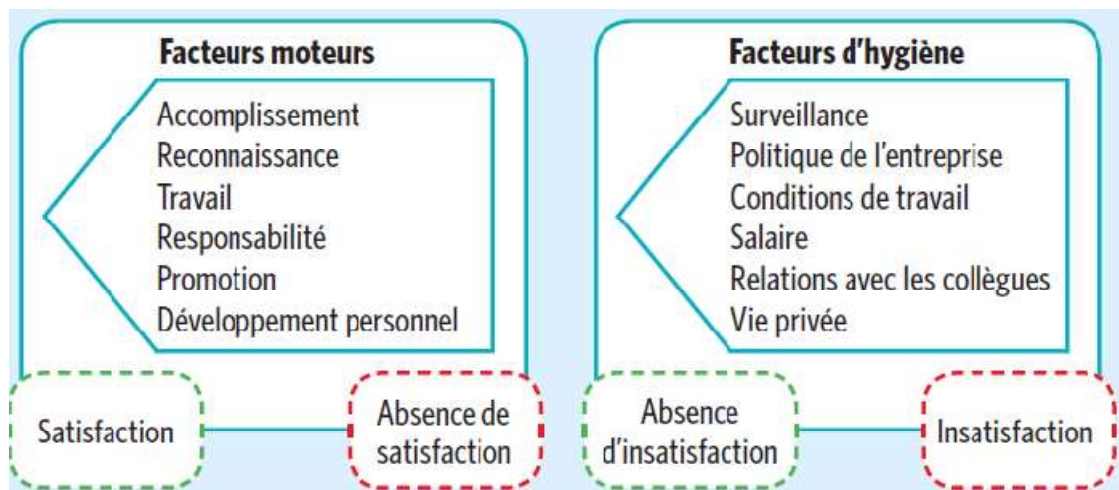 Facteurs moteurs
Accomplissement
Reconnaissance
Travail
Responsabilité
Promotion
Développement personnel
Satisfaction
Absence de
satisfaction
Facteurs d'hygiène
Surveillance
Politique de l'entreprise
Conditions de travail
Salaire
Relations avec les collègues
Vie privée
Absence
d'insatisfaction
Insatisfaction